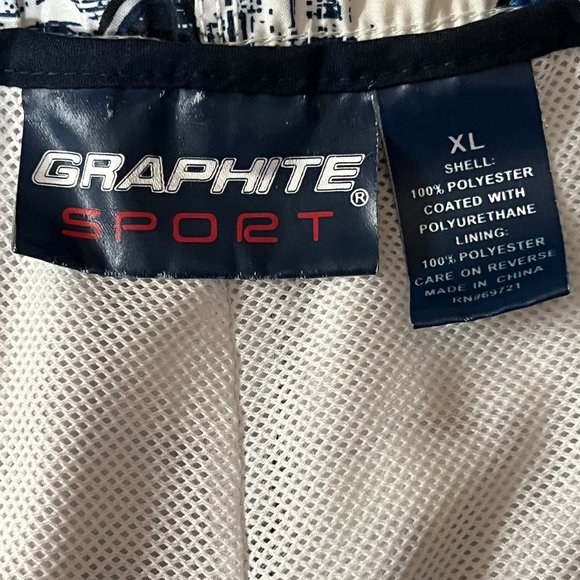 GRAPHITE®
SPORT
XL
SHELL:
100% POLYESTER
COATED WITH
POLYURETHANE
LINING:
100% POLYESTER
CARE ON REVERSE
MADE IN CHINA
RN#69721